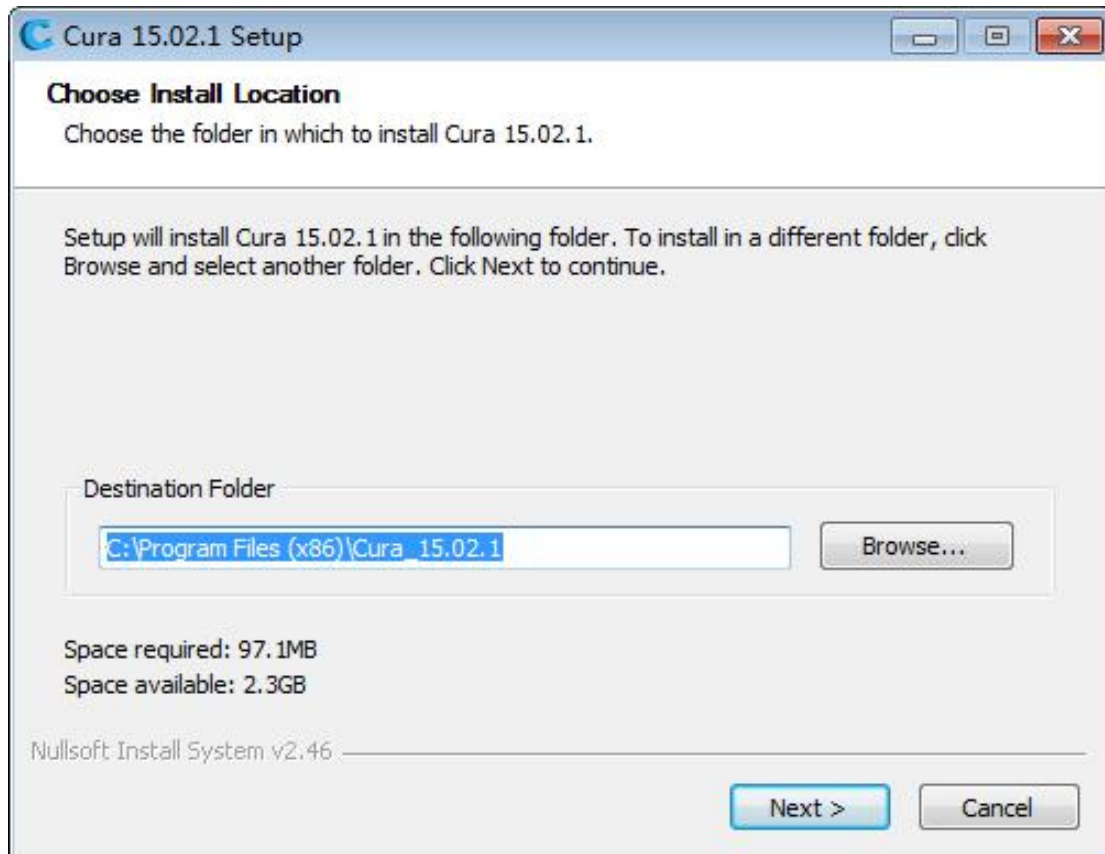 Cura 15.02.1 Setup
Choose Install Location
Choose the folder in which to install Cura 15.02.1.
Setup will install Cura 15.02.1 in the following folder. To install in a different folder, click
Browse and select another folder. Click Next to continue.
Destination Folder
C:\Program Files (x86)\Cura_15.02.1
Browse...
Space required: 97.1MB
Space available: 2.3GB
Nullsoft Install System v2.46
Next >
Cancel